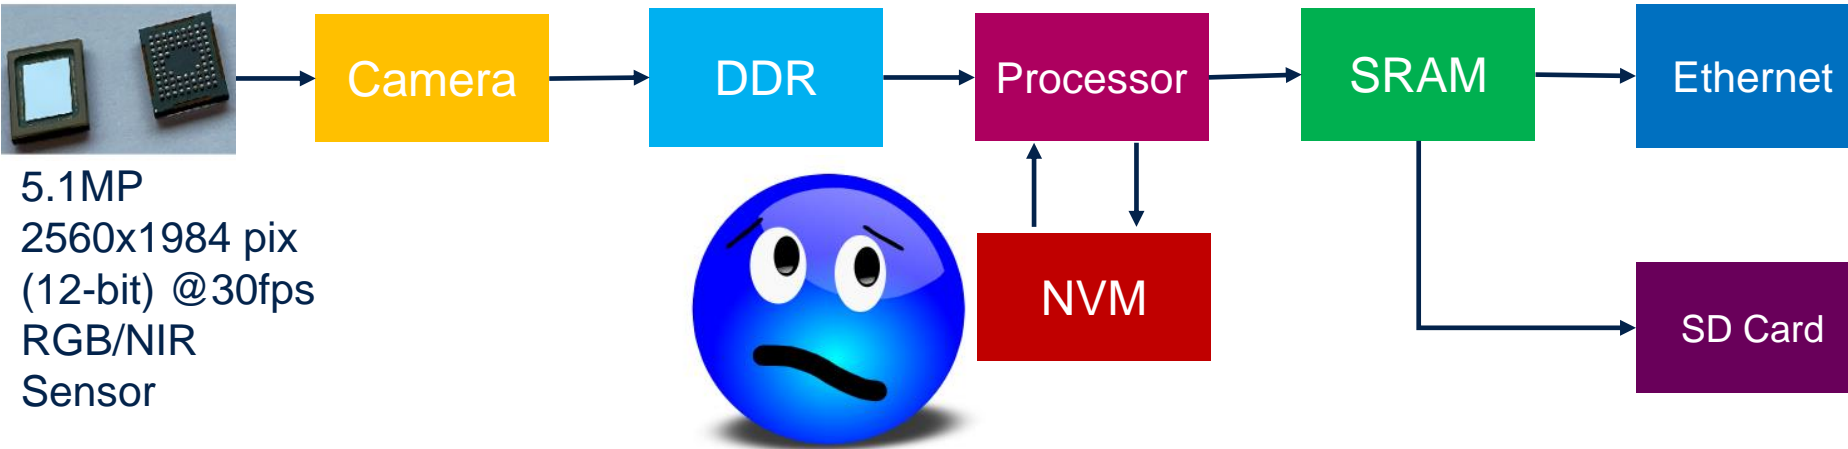 Camera
DDR
Processor
SRAM
Ethernet
5.1MP
2560x1984 pix
(12-bit) @30fps
RGB/NIR
Sensor
NVM
SD Card